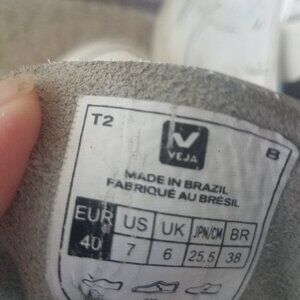 T2
V
VEJA
8
MADE IN BRAZIL
FABRIQUÉ AU BRÉSIL
EUR US UK JPN/CM BR
40 7 6 25.5 38